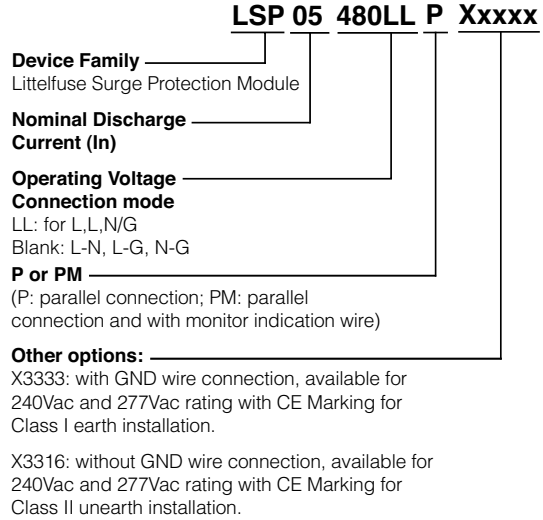 LSP 05 480LL P Xxxxx
Device Family
Littelfuse Surge Protection Module
Nominal Discharge
Current (In)
Operating Voltage
Connection mode
LL: for L,L,N/G
Blank: L-N, L-G, N-G
P or PM
(P: parallel connection; PM: parallel
connection and with monitor indication wire)
Other options:
X3333: with GND wire connection, available for
240Vac and 277Vac rating with CE Marking for
Class I earth installation.
X3316: without GND wire connection, available for
240Vac and 277Vac rating with CE Marking for
Class II unearth installation.